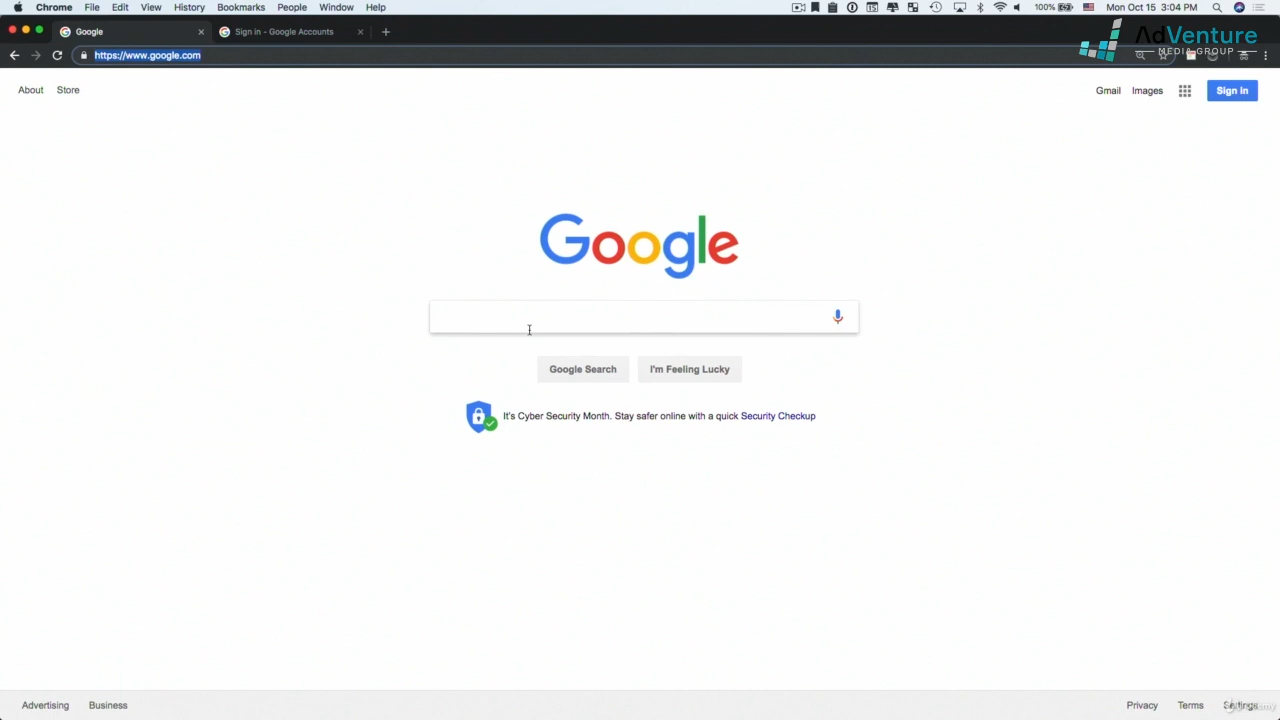 Chrome File Edit View History Bookmarks People Window Help 100% Mon Oct 15 3:04 PM
Google Sign in - Google Accounts
https://www.google.com
AdVenture
MEDIA GROUP
About Store Gmail Images Sign in
Google
Google Search I'm Feeling Lucky
It's Cyber Security Month. Stay safer online with a quick Security Checkup
Advertising Business Privacy Terms Settings